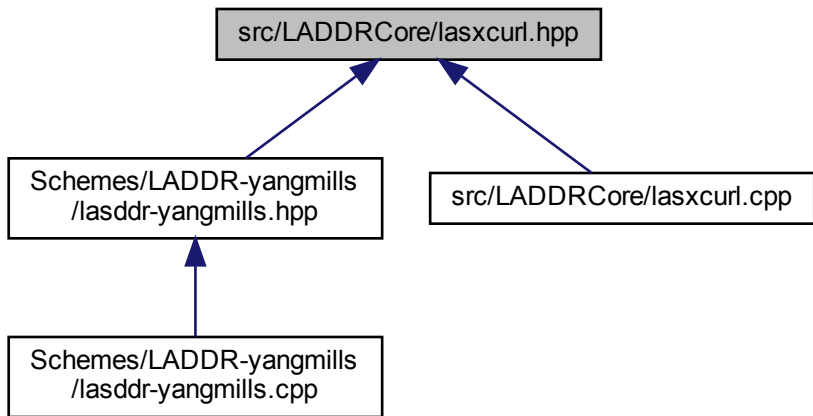 src/LADDRCore/lasxcurl.hpp
Schemes/LADDR-yangmills
/lasddr-yangmills.hpp
src/LADDRCore/lasxcurl.cpp
Schemes/LADDR-yangmills
/lasddr-yangmills.cpp